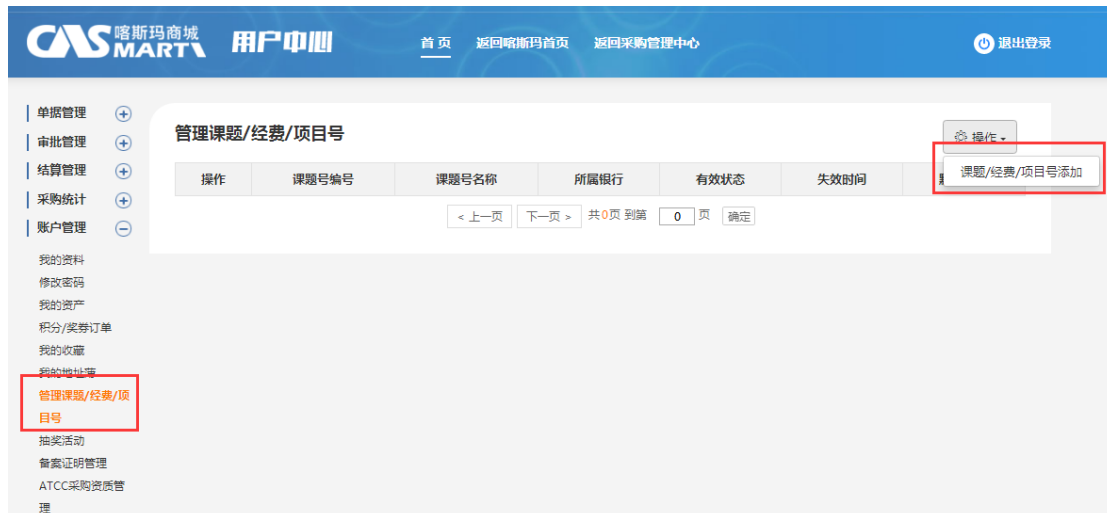 CASMART 喀斯玛商城 用户中心 首页 返回喀斯玛首页 返回采购管理中心 退出登录
单据管理
审批管理
结算管理
采购统计
账户管理
我的资料
修改密码
我的资产
积分/奖券订单
我的收藏
我的地址薄
管理课题/经费/项
目号
抽奖活动
备案证明管理
ATCC采购资质管
理
管理课题/经费/项目号
操作
课题/经费/项目号添加
操作 课题号编号 课题号名称 所属银行 有效状态 失效时间
< 上一页 下一页 > 共0页 到第 0 页 确定